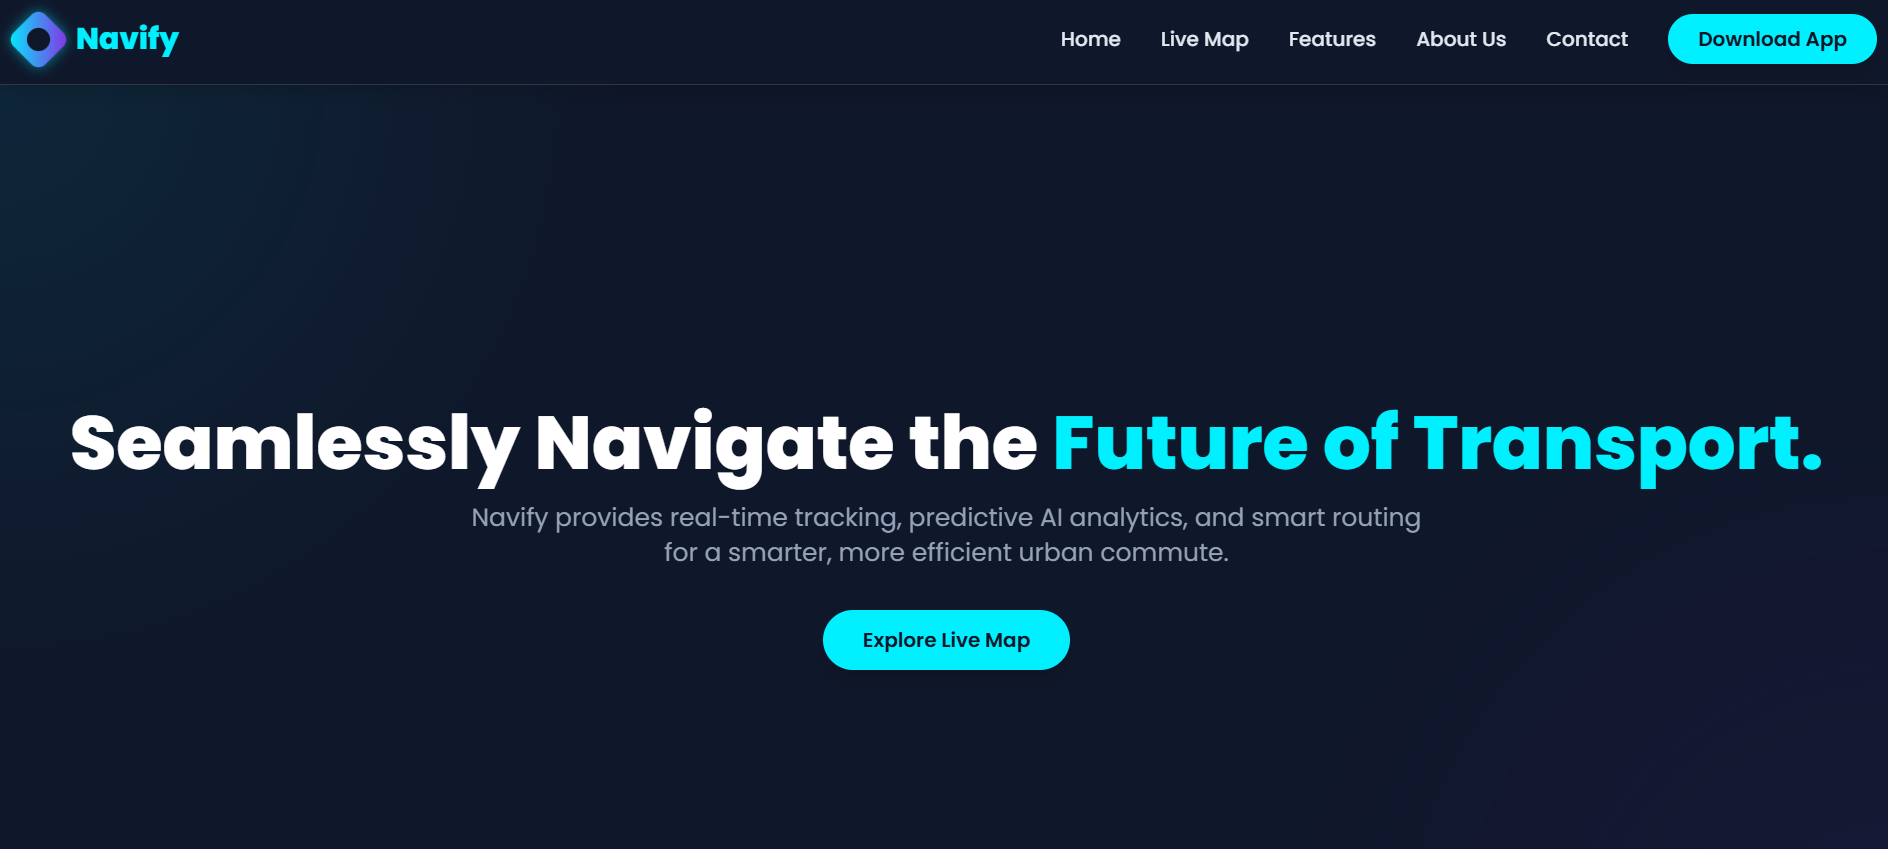 Navify
Home
Live Map
Features
About Us
Contact
Download App
Seamlessly Navigate the Future of Transport.
Navify provides real-time tracking, predictive AI analytics, and smart routing
for a smarter, more efficient urban commute.
Explore Live Map